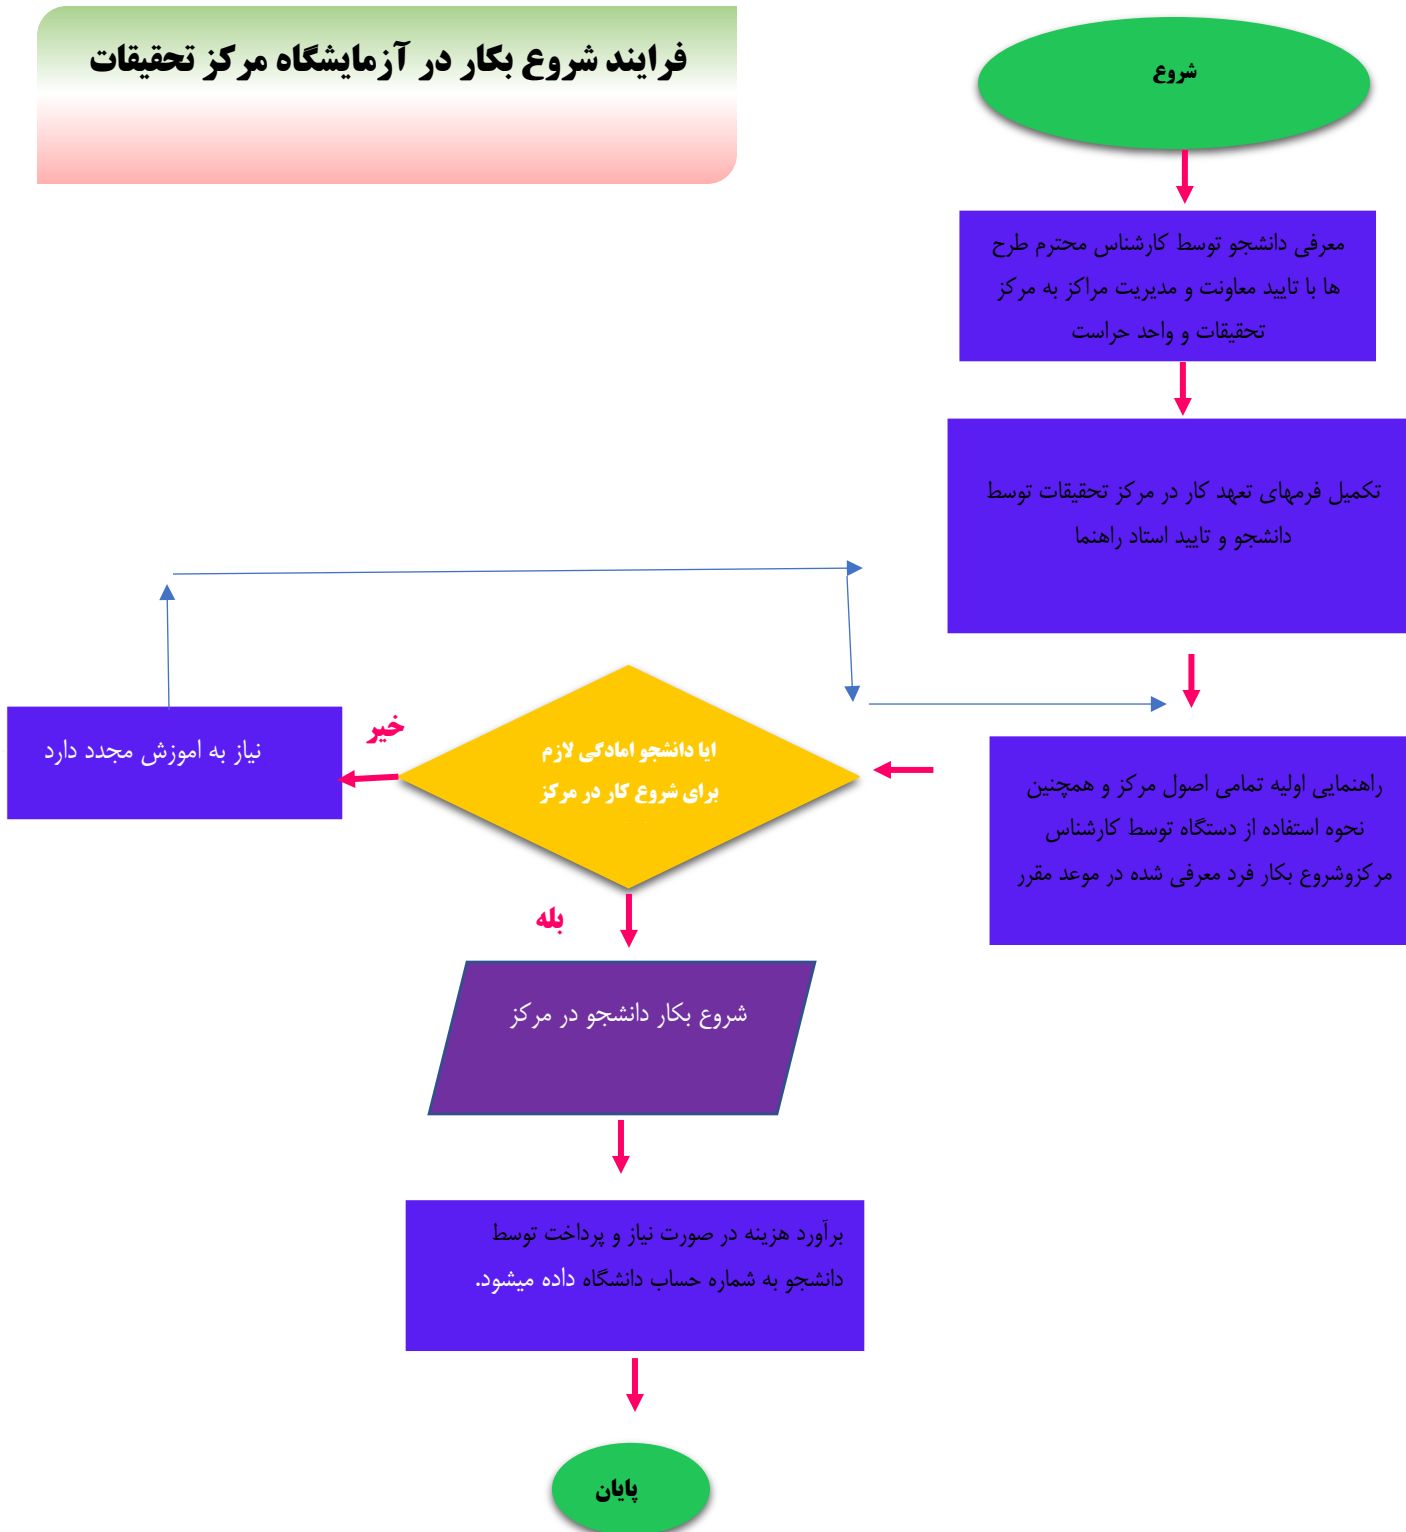 فرایند شروع بکار در آزمایشگاه مرکز تحقیقات
شروع
معرفی دانشجو توسط کارشناس محترم طرح
ها با تایید معاونت و مدیریت مراکز به مرکز
تحقیقات و واحد حراست
تکمیل فرمهای تعهد کار در مرکز تحقیقات توسط
دانشجو و تایید استاد راهنما
راهنمایی اولیه تمامی اصول مرکز و همچنین
نحوه استفاده از دستگاه توسط کارشناس
مرکزوشروع بکار فرد معرفی شده در موعد مقرر
ایا دانشجو امادگی لازم
برای شروع کار در مرکز
خیر
نیاز به اموزش مجدد دارد
بله
شروع بکار دانشجو در مرکز
برآورد هزینه در صورت نیاز و پرداخت توسط
دانشجو به شماره حساب دانشگاه داده میشود.
پایان